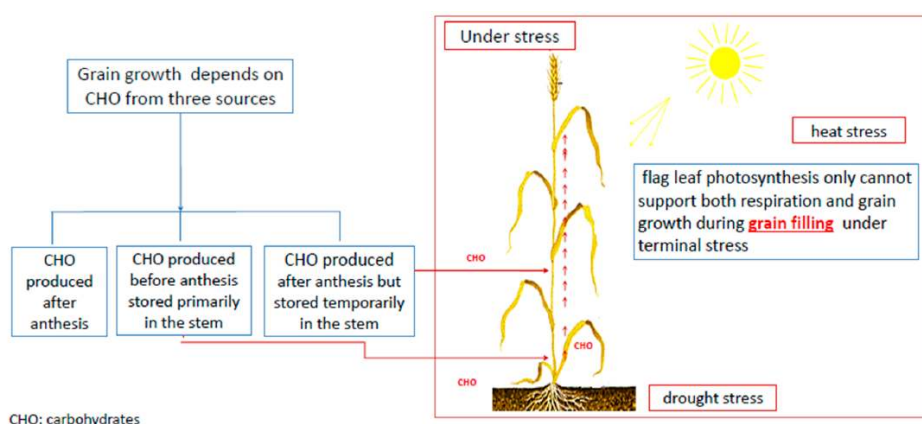 Under stress
Grain growth depends on
CHO from three sources
heat stress
flag leaf photosynthesis only cannot
support both respiration and grain
growth during grain filling under
terminal stress
CHO
produced
after
anthesis
CHO produced
before anthesis
stored primarily
in the stem
CHO produced
after anthesis but
stored temporarily
in the stem
CHO
CHO
CHO
drought stress
CHO: carbohydrates